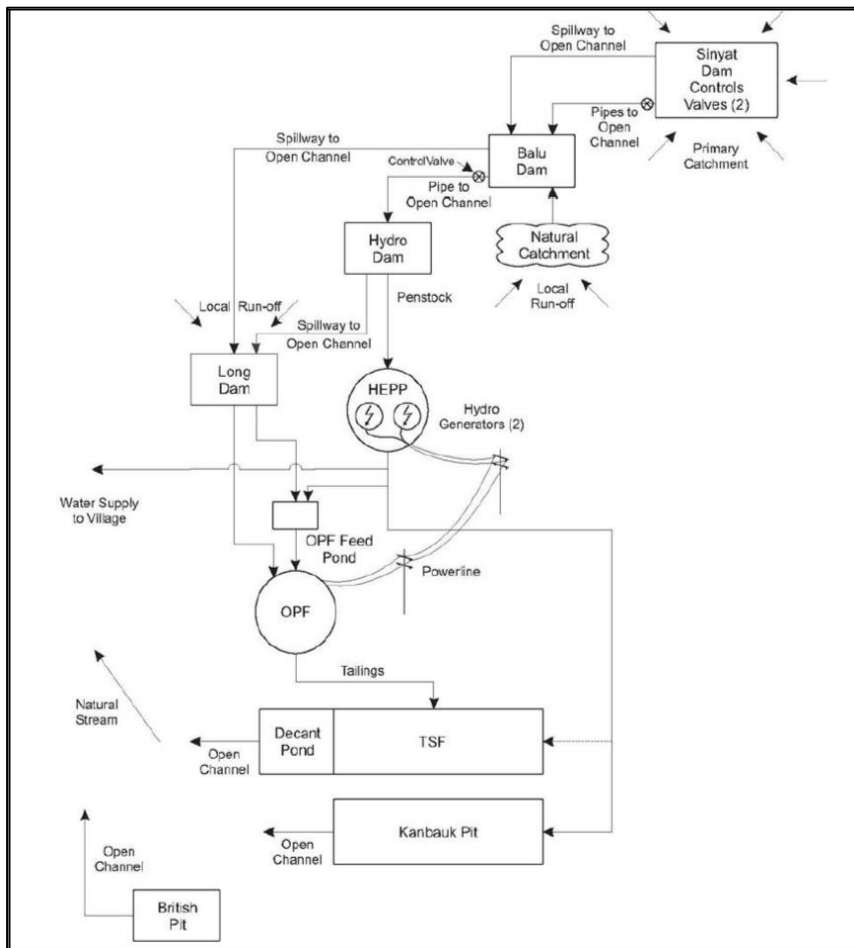 Spillway to
Open Channel
Sinyat
Dam
Controls
Valves (2)
Pipes to
Open
Channel
Primary
Catchment
Spillway to
Open Channel
ControlValve
Balu
Dam
Pipe to
Open Channel
Hydro
Dam
Natural
Catchment
Local
Run-off
Penstock
Local Run-off
Spillway to
Open Channel
Long
Dam
HEPP
Hydro
Generators (2)
Water Supply
to Village
OPF Feed
Pond
Powerline
OPF
Tailings
Natural
Stream
Decant
Pond
TSF
Open
Channel
Kanbauk Pit
Open
Channel
Open
Channel
British
Pit